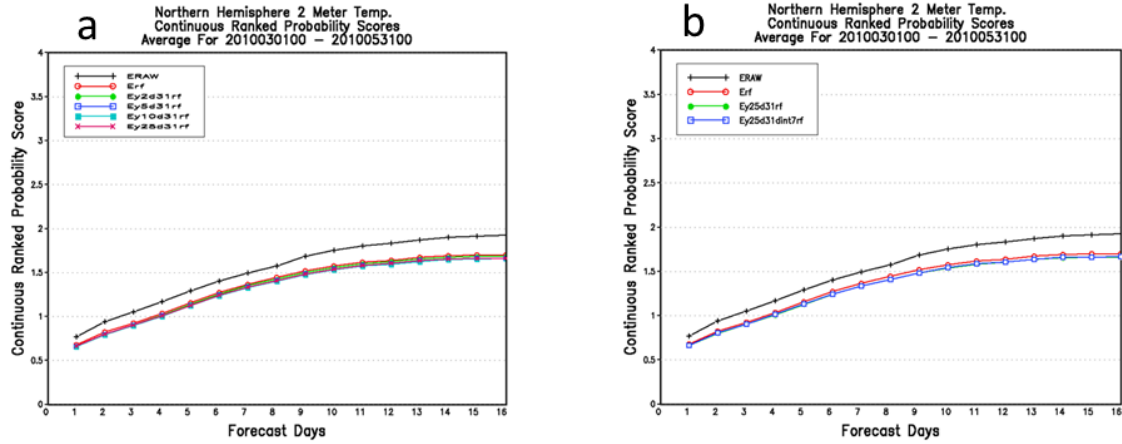 a
Northern Hemisphere 2 Meter Temp.
Continuous Ranked Probability Scores
Average For 2010030100 – 2010053100
Continuous Ranked Probability Score
4
3.5
3
2.5
2
1.5
1
0.5
0
ERAW
Erf
Ey2d31rf
Ey5d31rf
Ey10d31rf
Ey25d31rf
0 1 2 3 4 5 6 7 8 9 10 11 12 13 14 15 16
Forecast Days
b
Northern Hemisphere 2 Meter Temp.
Continuous Ranked Probability Scores
Average For 2010030100 – 2010053100
Continuous Ranked Probability Score
4
3.5
3
2.5
2
1.5
1
0.5
0
ERAW
Erf
Ey25d31rf
Ey25d31dint7rf
0 1 2 3 4 5 6 7 8 9 10 11 12 13 14 15 16
Forecast Days